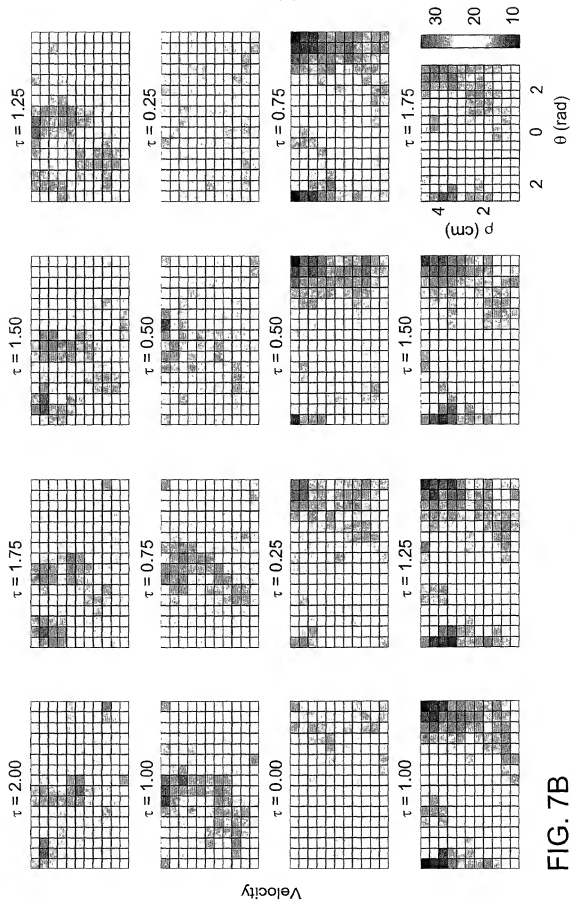 τ = 2.00
τ = 1.75
τ = 1.50
τ = 1.25
τ = 1.00
τ = 0.75
τ = 0.50
τ = 0.25
τ = 0.00
τ = 0.25
τ = 0.50
τ = 0.75
τ = 1.00
τ = 1.25
τ = 1.50
τ = 1.75
Velocity
30
20
10
ρ (cm)
4
2
2 0 2
θ (rad)
FIG. 7B